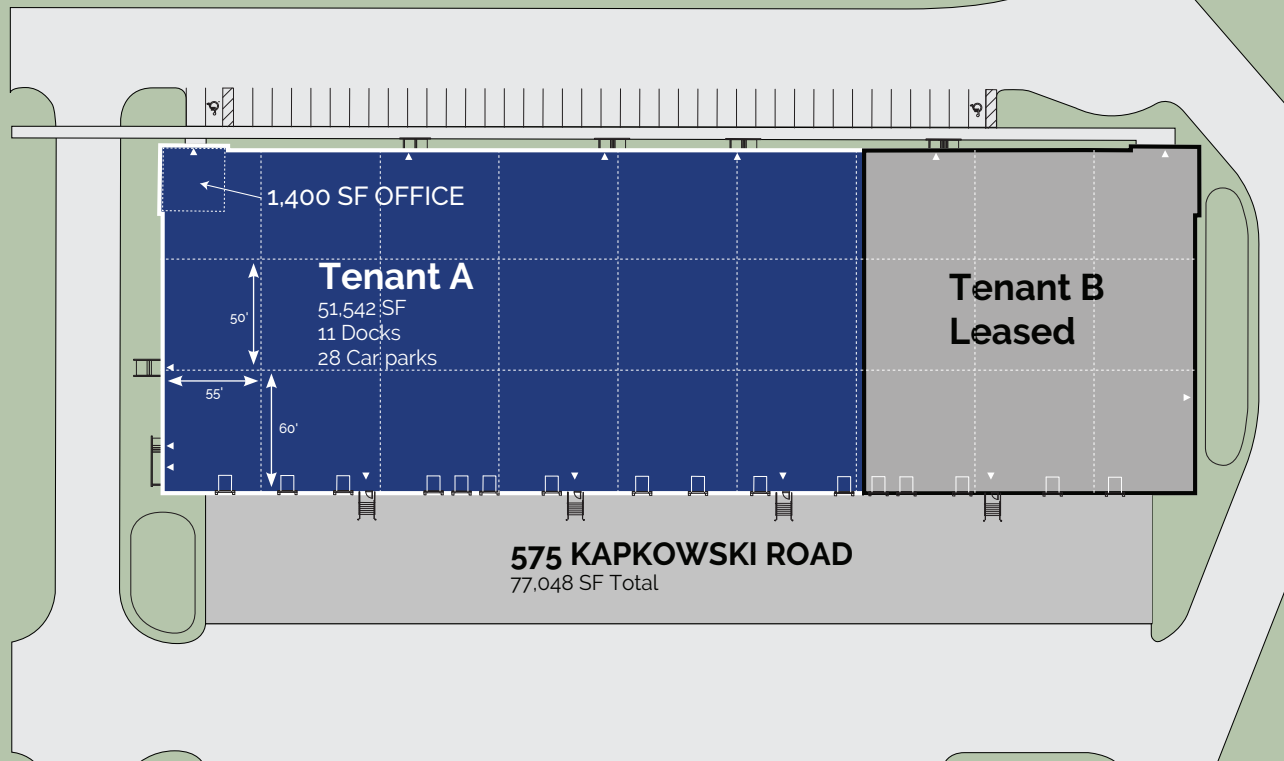 1,400 SF OFFICE
Tenant A
51,542 SF
11 Docks
28 Car parks
50'
55'
60'
Tenant B
Leased
575 KAPKOWSKI ROAD
77,048 SF Total